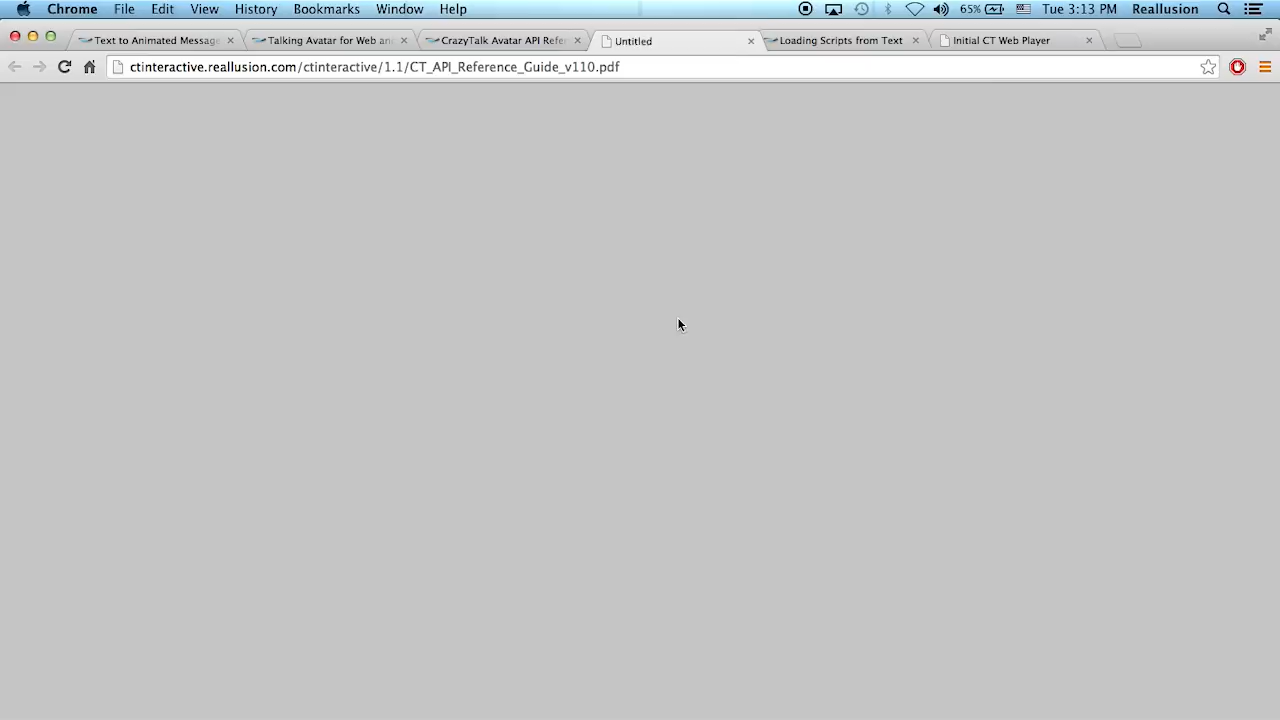 Chrome File Edit View History Bookmarks Window Help 65% Tue 3:13 PM Reallusion
Text to Animated Messag Talking Avatar for Web an CrazyTalk Avatar API Refe Untitled Loading Scripts from Text Initial CT Web Player
ctinteractive.reallusion.com/ctinteractive/1.1/CT_API_Reference_Guide_v110.pdf